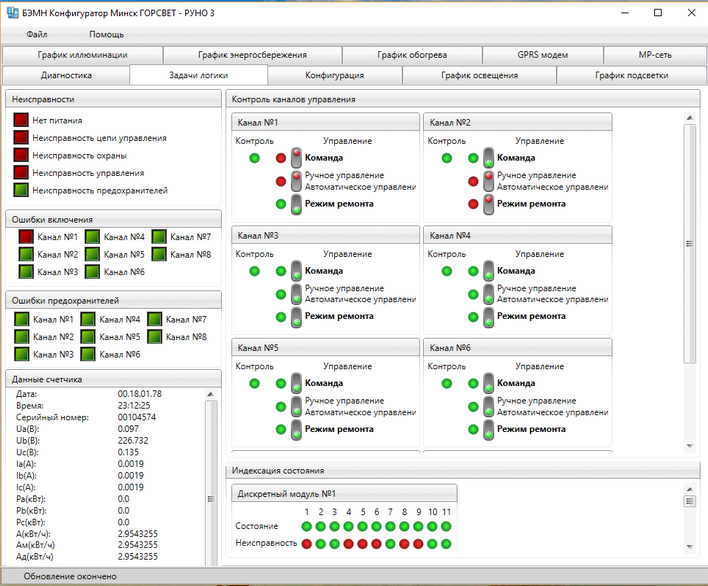 БЭМН Конфигуратор Минск ГОРСВЕТ - РУНО 3
Файл Помощь
График иллюминации График энергосбережения График обогрева GPRS модем МР-сеть
Диагностика Задачи логики Конфигурация График освещения График подсветки
Неисправности
Нет питания
Неисправность цепи управления
Неисправность охраны
Неисправность управления
Неисправность предохранителей
Ошибки включения
Канал №1 Канал №4 Канал №7
Канал №2 Канал №5 Канал №8
Канал №3 Канал №6
Ошибки предохранителей
Канал №1 Канал №4 Канал №7
Канал №2 Канал №5 Канал №8
Канал №3 Канал №6
Данные счетчика
Дата: 00.18.01.78
Время: 23:12:25
Серийный номер: 00104574
Ua(В): 0.097
Ub(В): 226.732
Uc(В): 0.135
Ia(А): 0.0019
Ib(А): 0.0019
Ic(А): 0.0019
Pa(кВт): 0.0
Pb(кВт): 0.0
Pc(кВт): 0.0
А(кВт/ч): 2.9543255
Ам(кВт/ч) 2.9543255
Ад(кВт/ч) 2.9543255
Контроль каналов управления
Канал №1
Контроль Управление
Команда
Ручное управление
Автоматическое управлени
Режим ремонта
Канал №2
Контроль Управление
Команда
Ручное управление
Автоматическое управлени
Режим ремонта
Канал №3
Контроль Управление
Команда
Ручное управление
Автоматическое управлени
Режим ремонта
Канал №4
Контроль Управление
Команда
Ручное управление
Автоматическое управлени
Режим ремонта
Канал №5
Контроль Управление
Команда
Ручное управление
Автоматическое управлени
Режим ремонта
Канал №6
Контроль Управление
Команда
Ручное управление
Автоматическое управлени
Режим ремонта
Индексация состояния
Дискретный модуль №1
1 2 3 4 5 6 7 8 9 10 11
Состояние
Неисправность
Обновление окончено